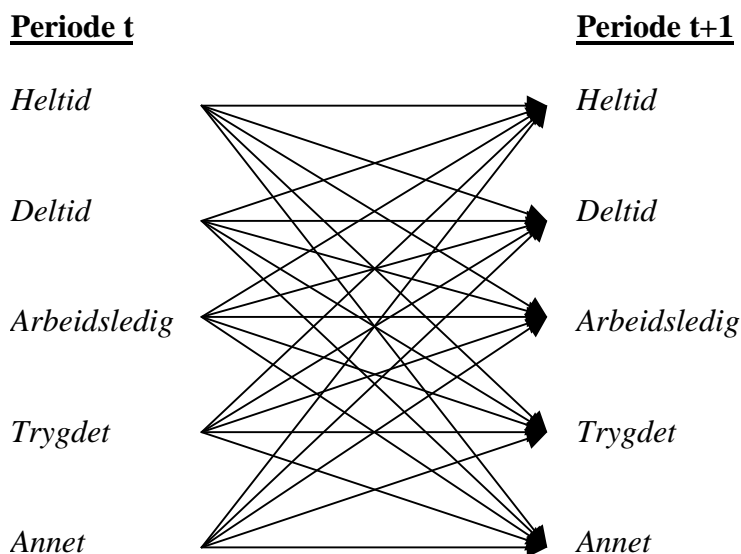 Periode t Periode t+1
Heltid Heltid
Deltid Deltid
Arbeidsledig Arbeidsledig
Trygdet Trygdet
Annet Annet